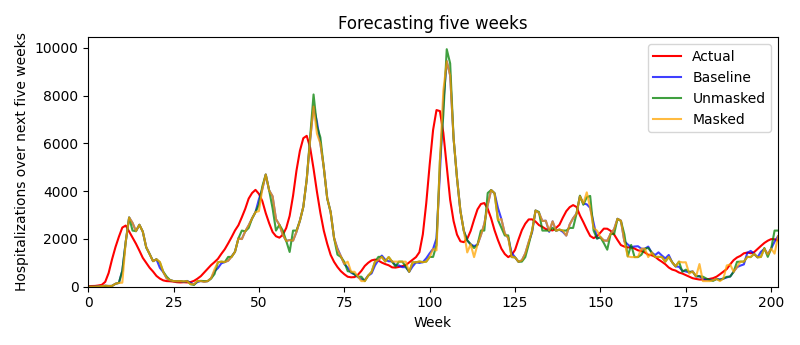 Forecasting five weeks
Hospitalizations over next five weeks
10000
8000
6000
4000
2000
0
Actual
Baseline
Unmasked
Masked
0 25 50 75 100 125 150 175 200
Week